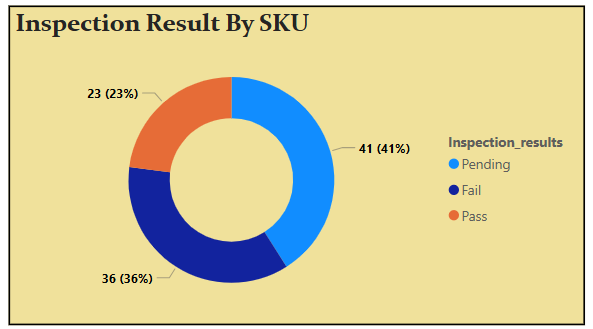 Inspection Result By SKU
23 (23%)
41 (41%)
36 (36%)
Inspection_results
Pending
Fail
Pass